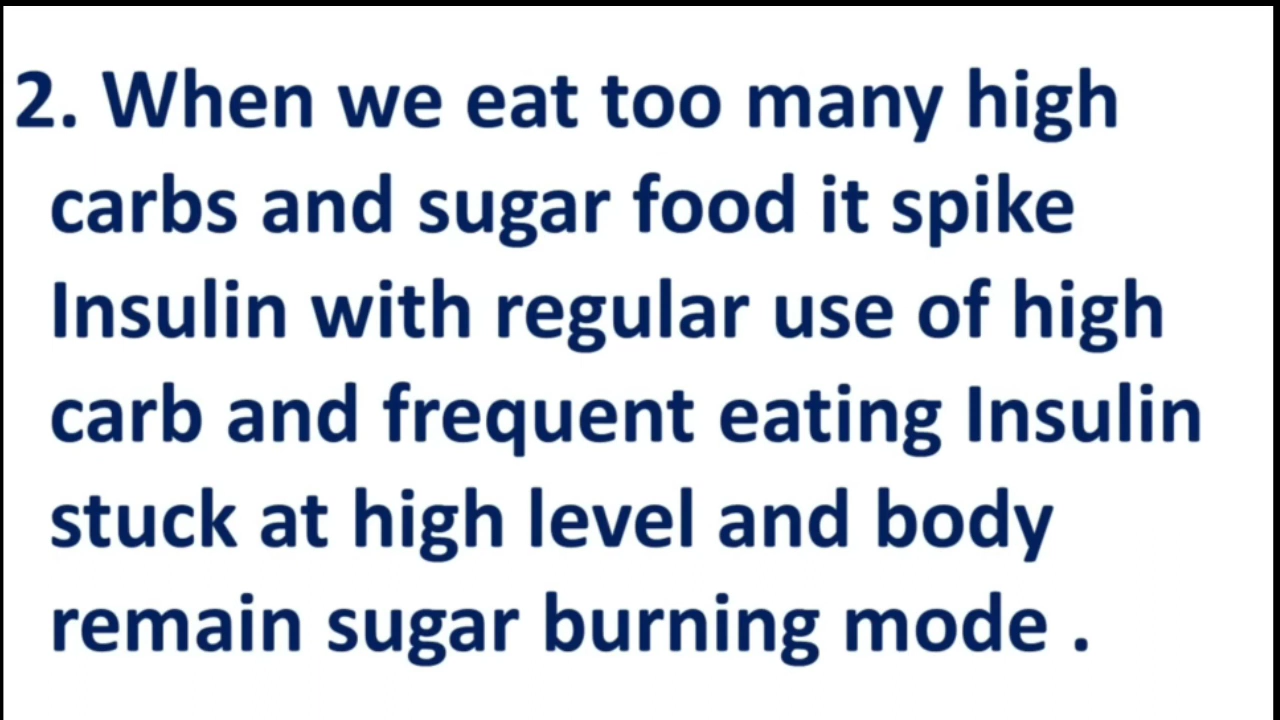 2. When we eat too many high
carbs and sugar food it spike
Insulin with regular use of high
carb and frequent eating Insulin
stuck at high level and body
remain sugar burning mode .